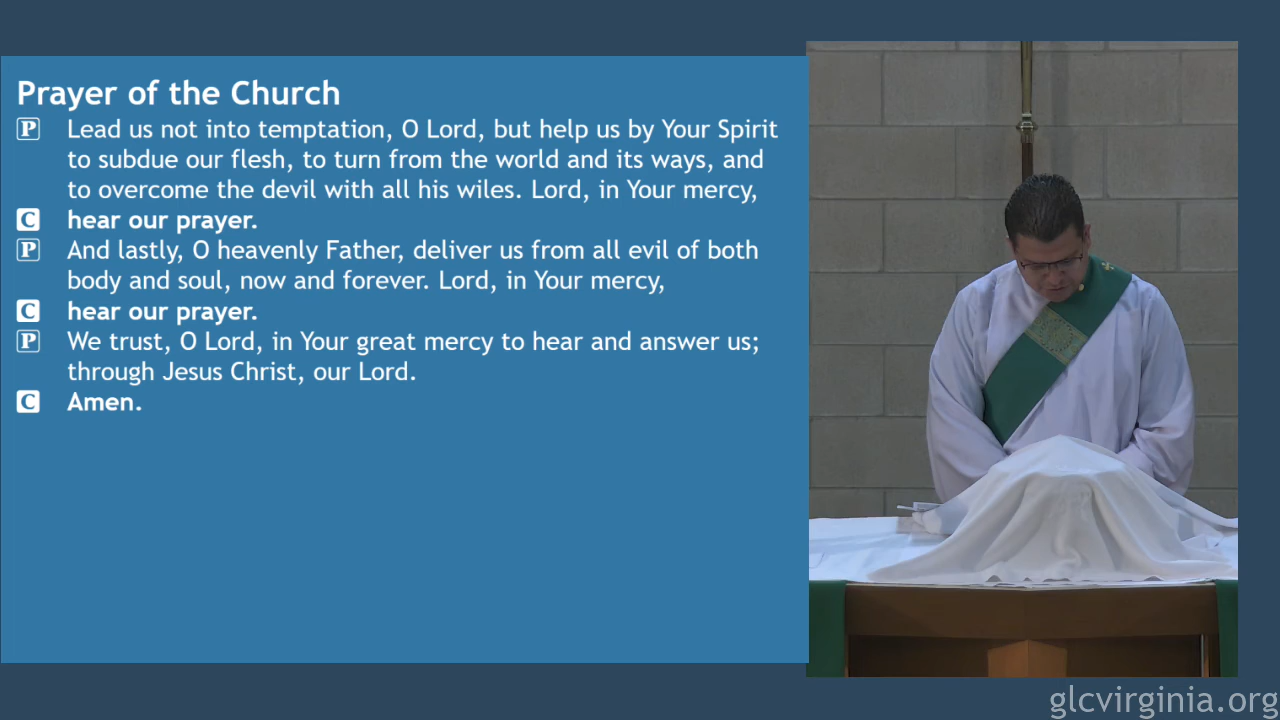 Prayer of the Church
P Lead us not into temptation, O Lord, but help us by Your Spirit
to subdue our flesh, to turn from the world and its ways, and
to overcome the devil with all his wiles. Lord, in Your mercy,
C hear our prayer.
P And lastly, O heavenly Father, deliver us from all evil of both
body and soul, now and forever. Lord, in Your mercy,
C hear our prayer.
P We trust, O Lord, in Your great mercy to hear and answer us;
through Jesus Christ, our Lord.
C Amen.
glcvirginia.org